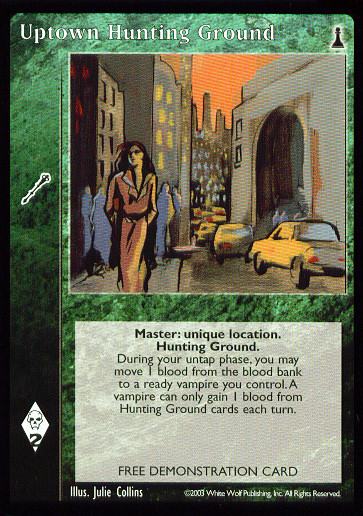 Uptown Hunting Ground
Master: unique location.
Hunting Ground.
During your untap phase, you may
move 1 blood from the blood bank
to a ready vampire you control. A
vampire can only gain 1 blood from
Hunting Ground cards each turn.
2
FREE DEMONSTRATION CARD
Illus. Julie Collins
©2003 White Wolf Publishing, Inc. All Rights Reserved.